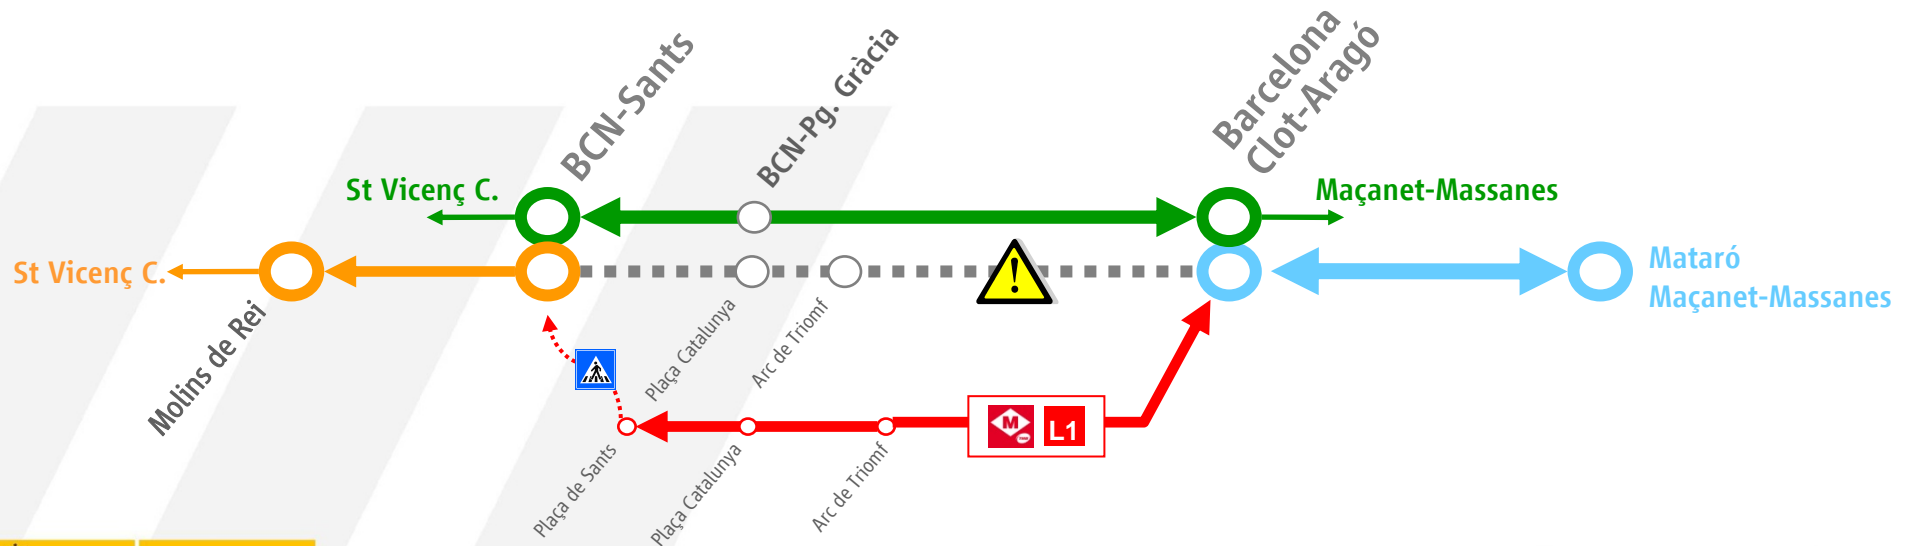 BCN-Sants
BCN-Pg. Gràcia
Barcelona
Clot-Aragó
St Vicenç C.
Maçanet-Massanes
St Vicenç C.
Mataró
Maçanet-Massanes
Molins de Rei
Plaça Catalunya
Arc de Triomf
!
M
L1
Plaça de Sants
Plaça Catalunya
Arc de Triomf